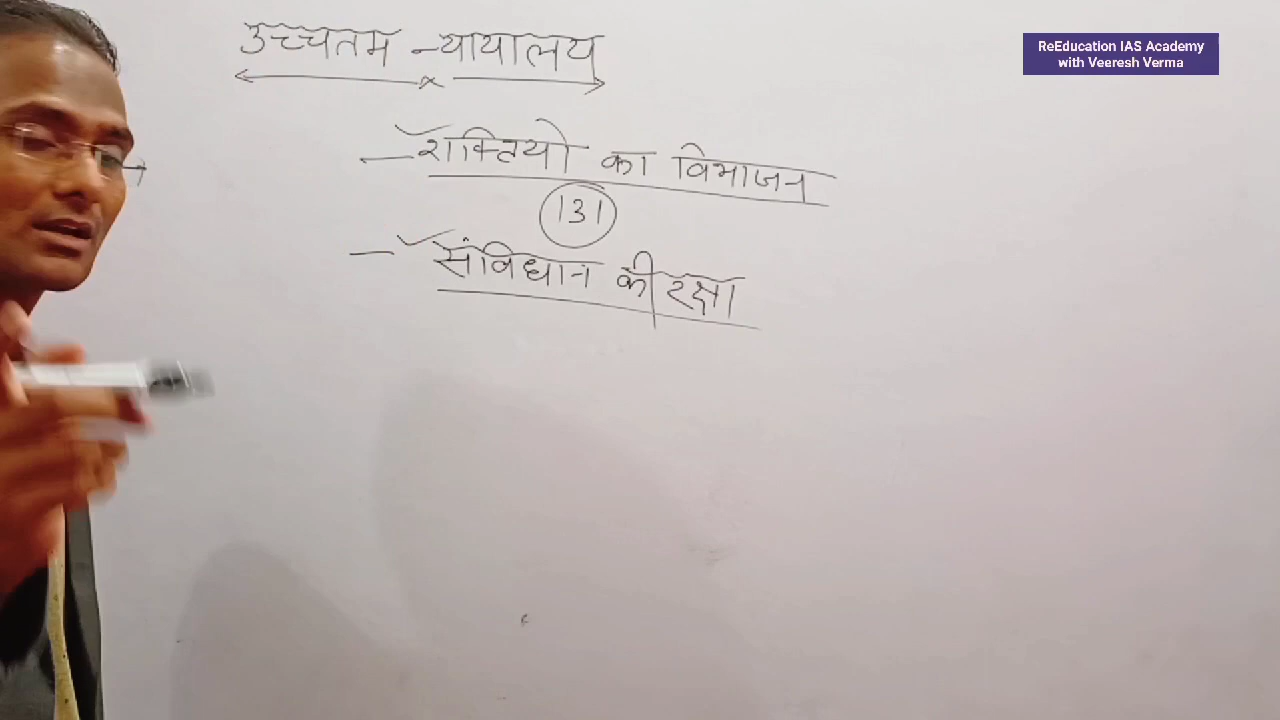 उच्चतम न्यायालय
ReEducation IAS Academy
with Veeresh Verma
शक्तियो का विभाजन
131
संविधान की रक्षा